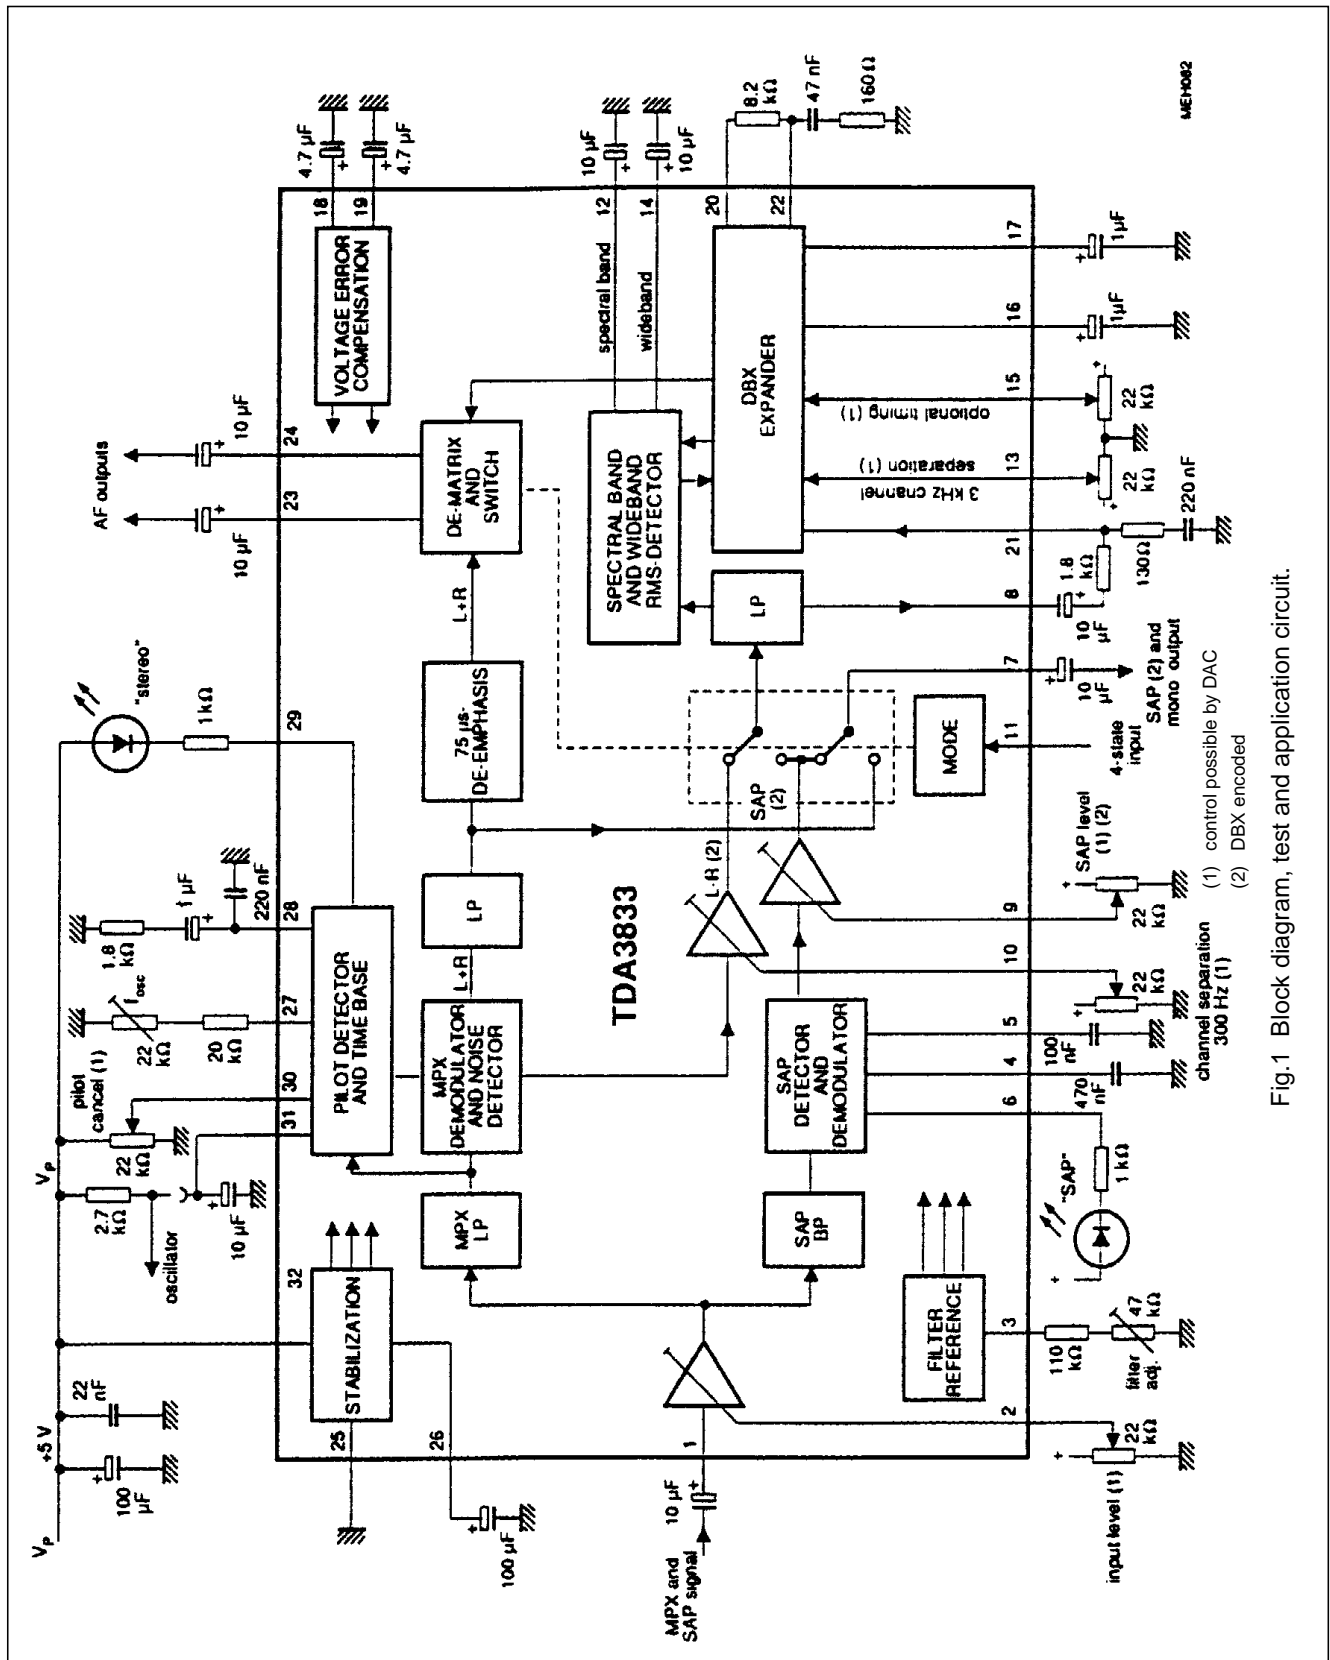 Vp
+5 V
100
µF
22
nF
Vp
2.7
kΩ
oscillator
10 µF
22
kΩ
pilot
cancel (1)
22
kΩ
fosc
20
kΩ
1.8
kΩ
1 µF
220 nF
"stereo"
1 kΩ
AF outputs
10 µF
10 µF
4.7 µF
4.7 µF
25
32
31
30
27
28
29
23
24
18
19
26
100 µF
STABILIZATION
PILOT DETECTOR
AND TIME BASE
VOLTAGE ERROR
COMPENSATION
MPX
LP
MPX
DEMODULATOR
AND NOISE
DETECTOR
L+R
LP
75 µs-
DE-EMPHASIS
L+R
DE-MATRIX
AND
SWITCH
TDA3833
spectral band
12
10 µF
wideband
14
10 µF
SPECTRAL BAND
AND WIDEBAND
RMS-DETECTOR
MPX and
SAP signal
10 µF
1
L-R (2)
SAP
(2)
LP
DBX
EXPANDER
20
22
8.2
kΩ
47 nF
160Ω
SAP
BP
SAP
DETECTOR
AND
DEMODULATOR
MODE
3 kHz channel
separation (1)
optional timing (1)
FILTER
REFERENCE
2
3
6
4
5
10
9
11
7
8
21
13
15
16
17
input level (1)
22
kΩ
110
kΩ
filter
adj.
47
kΩ
"SAP"
1 kΩ
470
nF
100
nF
22
kΩ
channel separation
300 Hz (1)
22
kΩ
SAP level
(1) (2)
4-state
input
10
µF
SAP (2) and
mono output
10
µF
1.8
kΩ
130Ω
220 nF
22
kΩ
22
kΩ
1µF
1µF
MEH082
(1) control possible by DAC
(2) DBX encoded
Fig.1 Block diagram, test and application circuit.